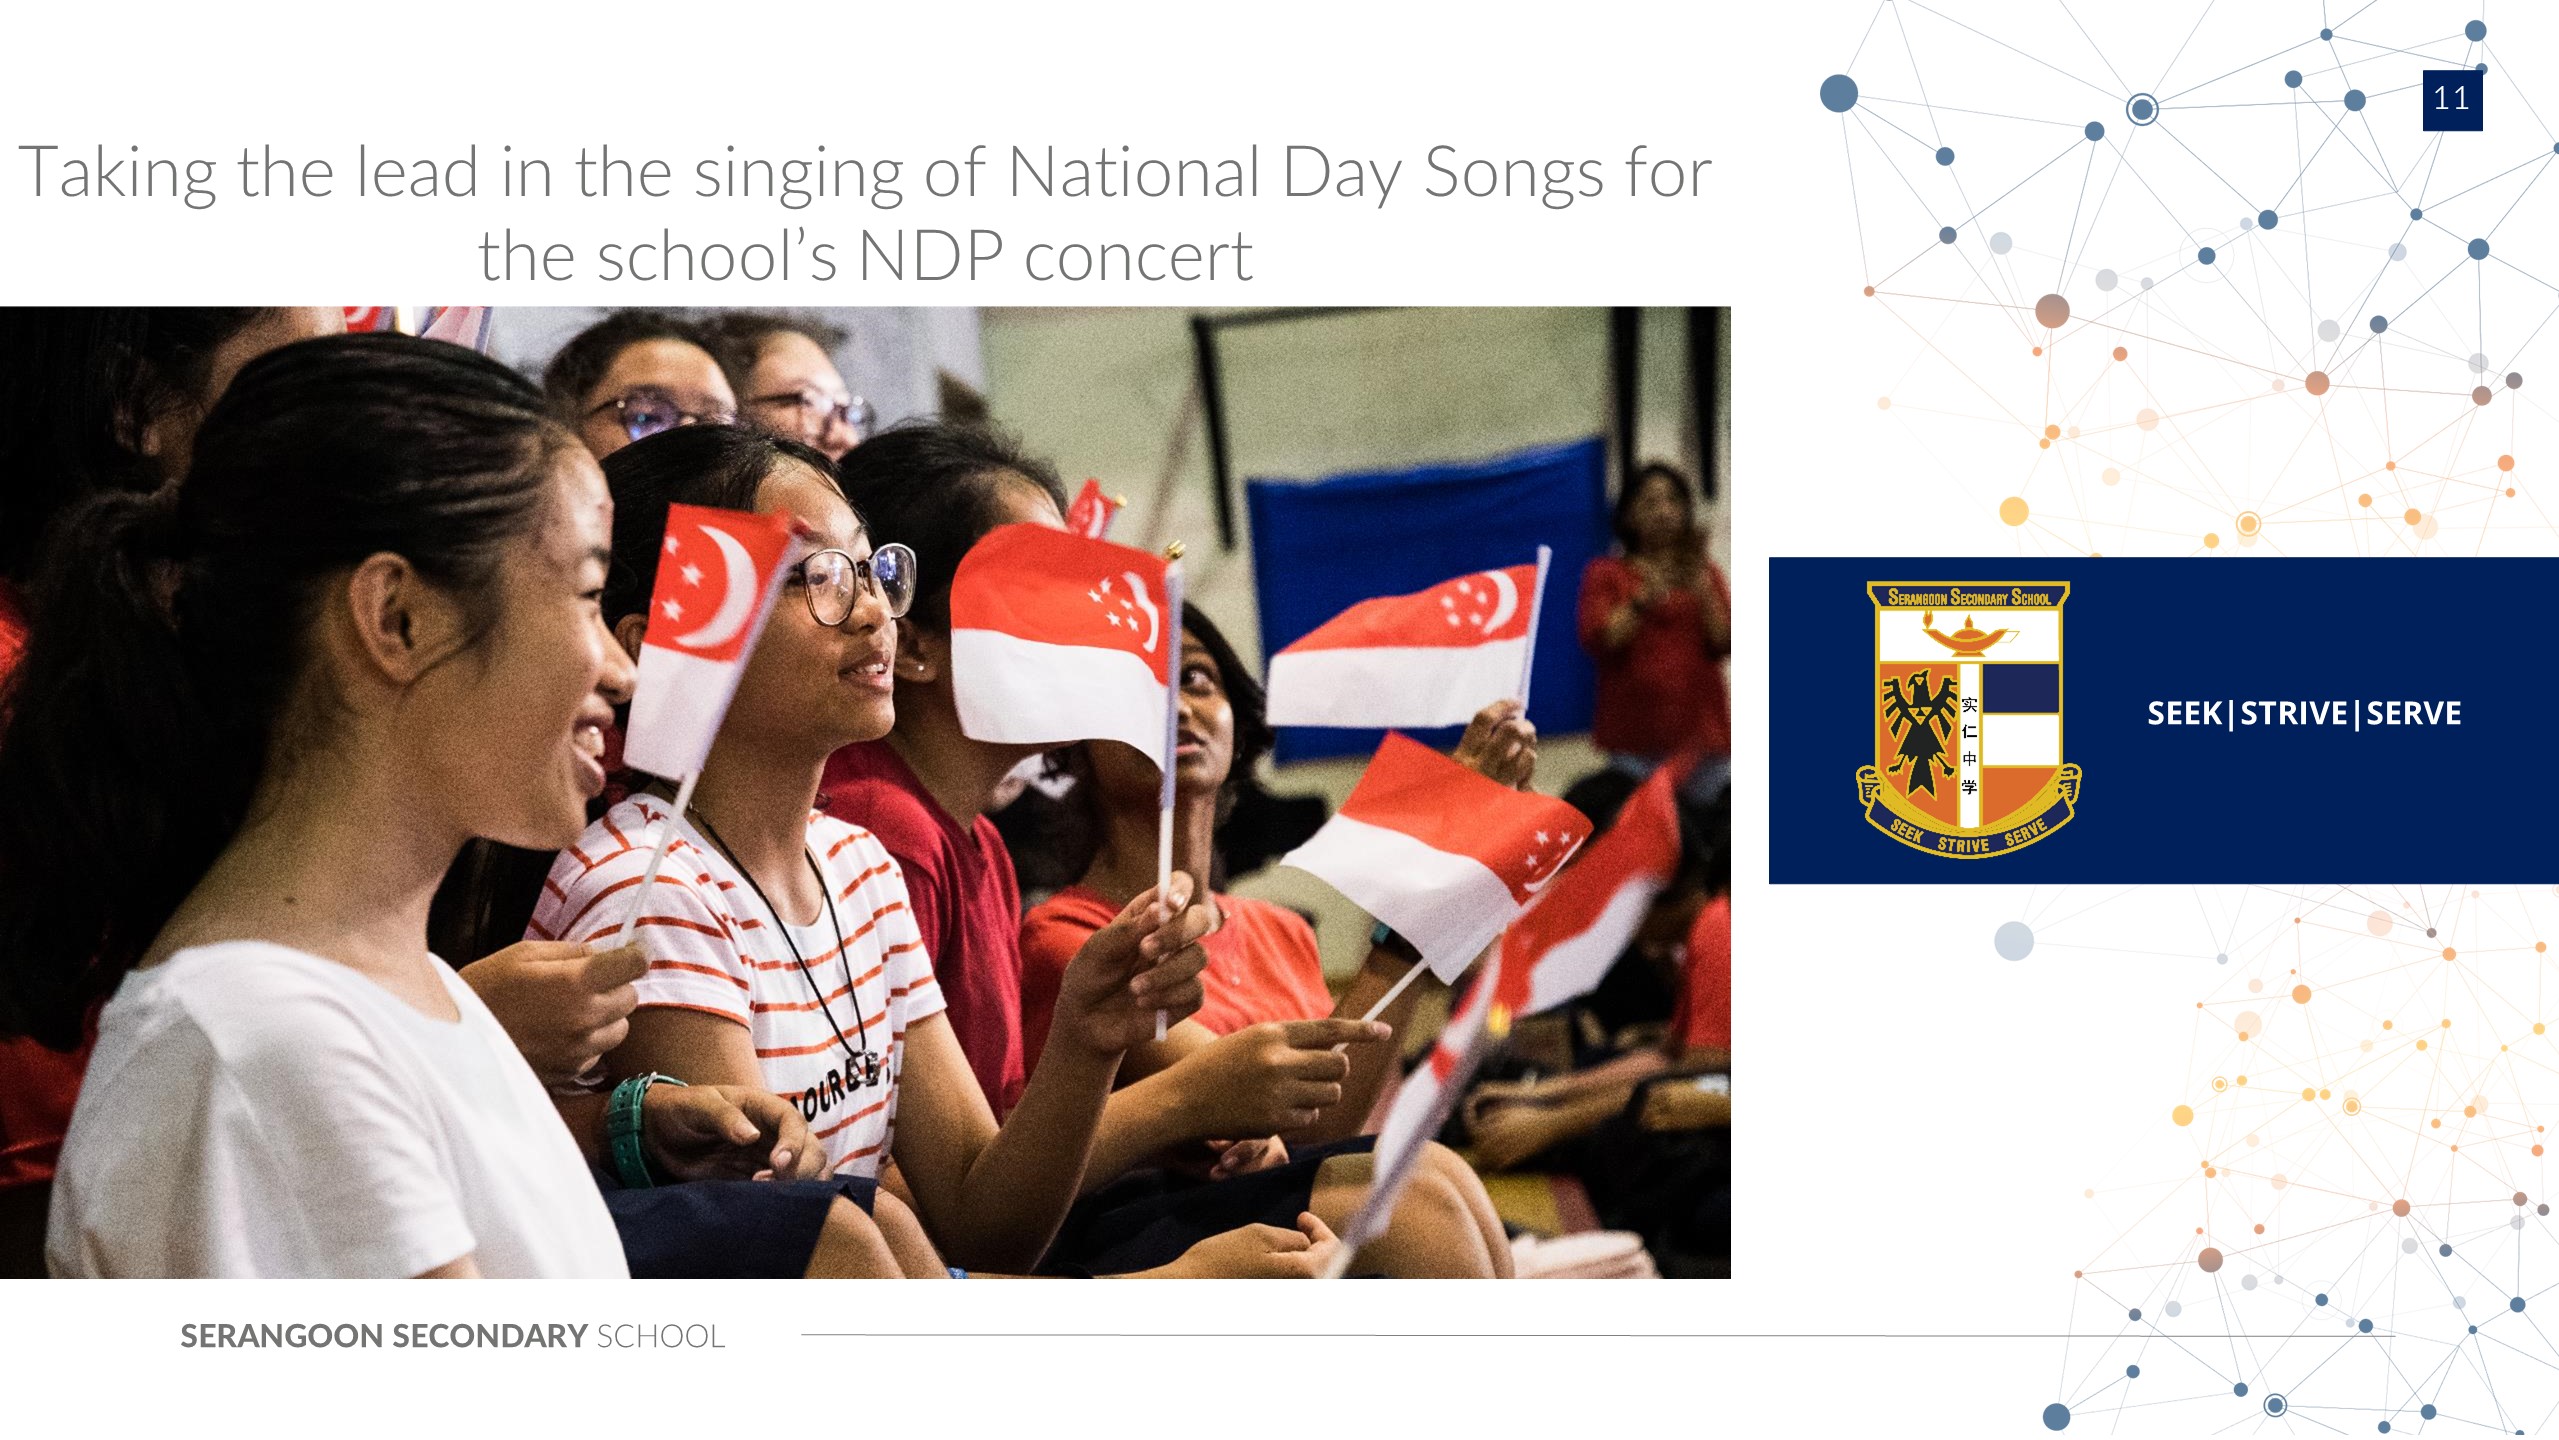 11
Taking the lead in the singing of National Day Songs for
the school’s NDP concert
SERANGOON SECONDARY SCHOOL
实
仁
中
学
SEEK STRIVE SERVE
SEEK|STRIVE|SERVE
SERANGOON SECONDARY SCHOOL